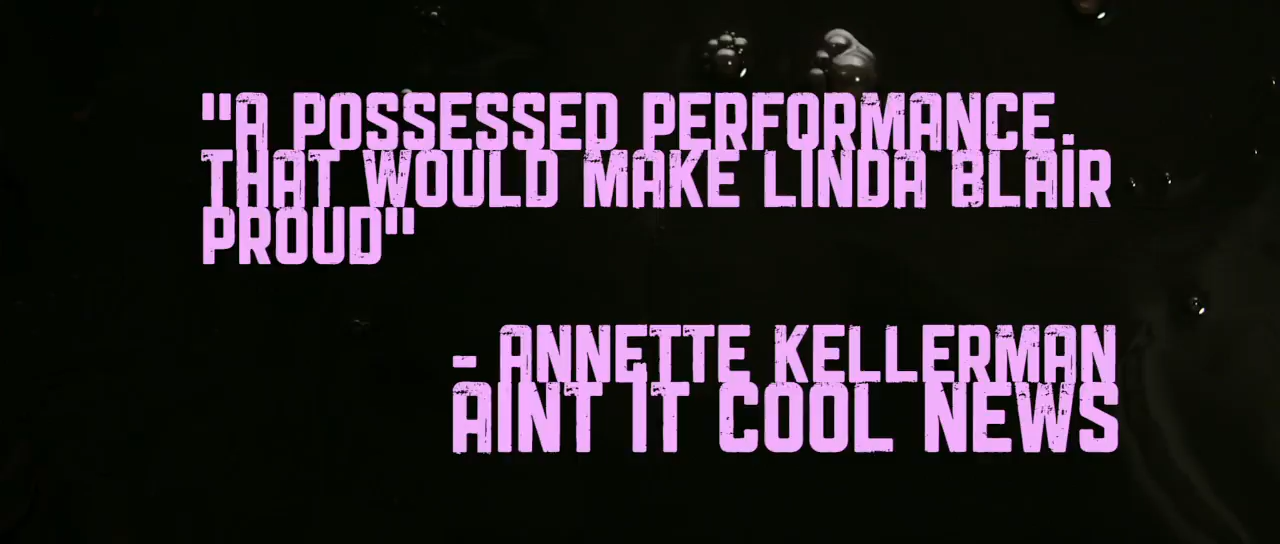 "A POSSESSED PERFORMANCE
THAT WOULD MAKE LINDA BLAiR
PROUD"
- ANNETTE KELLERMAN
AINT iT COOL NEWS